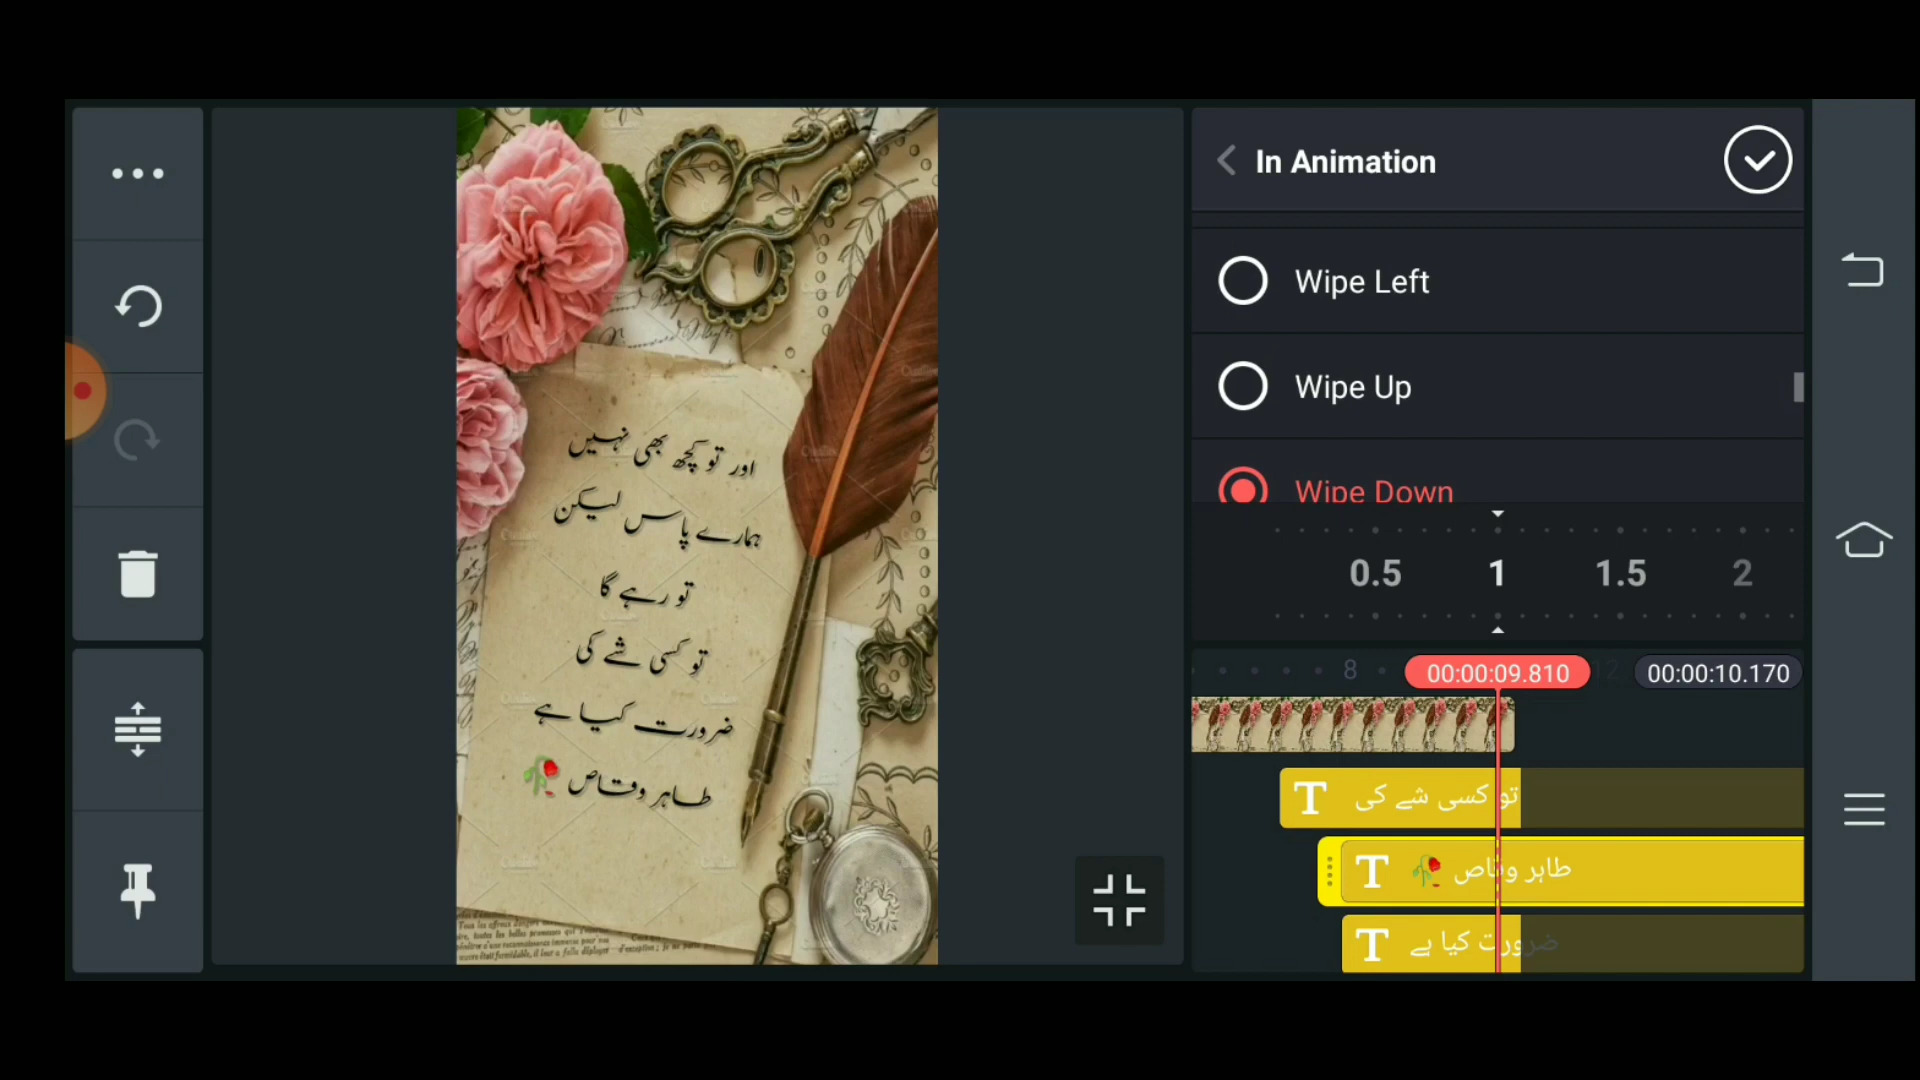 In Animation
Wipe Left
Wipe Up
Wipe Down
0.5 1 1.5 2
8 00:00:09.810 12 00:00:10.170
اور تو کچھ بھی نہیں
ہمارے پاس لیکن
تو رہے گا
تو کسی شے کی
ضرورت کیا ہے
طاہر وقاص 🥀
T تو کسی شے کی
T طاہر وقاص 🥀
T ضرورت کیا ہے